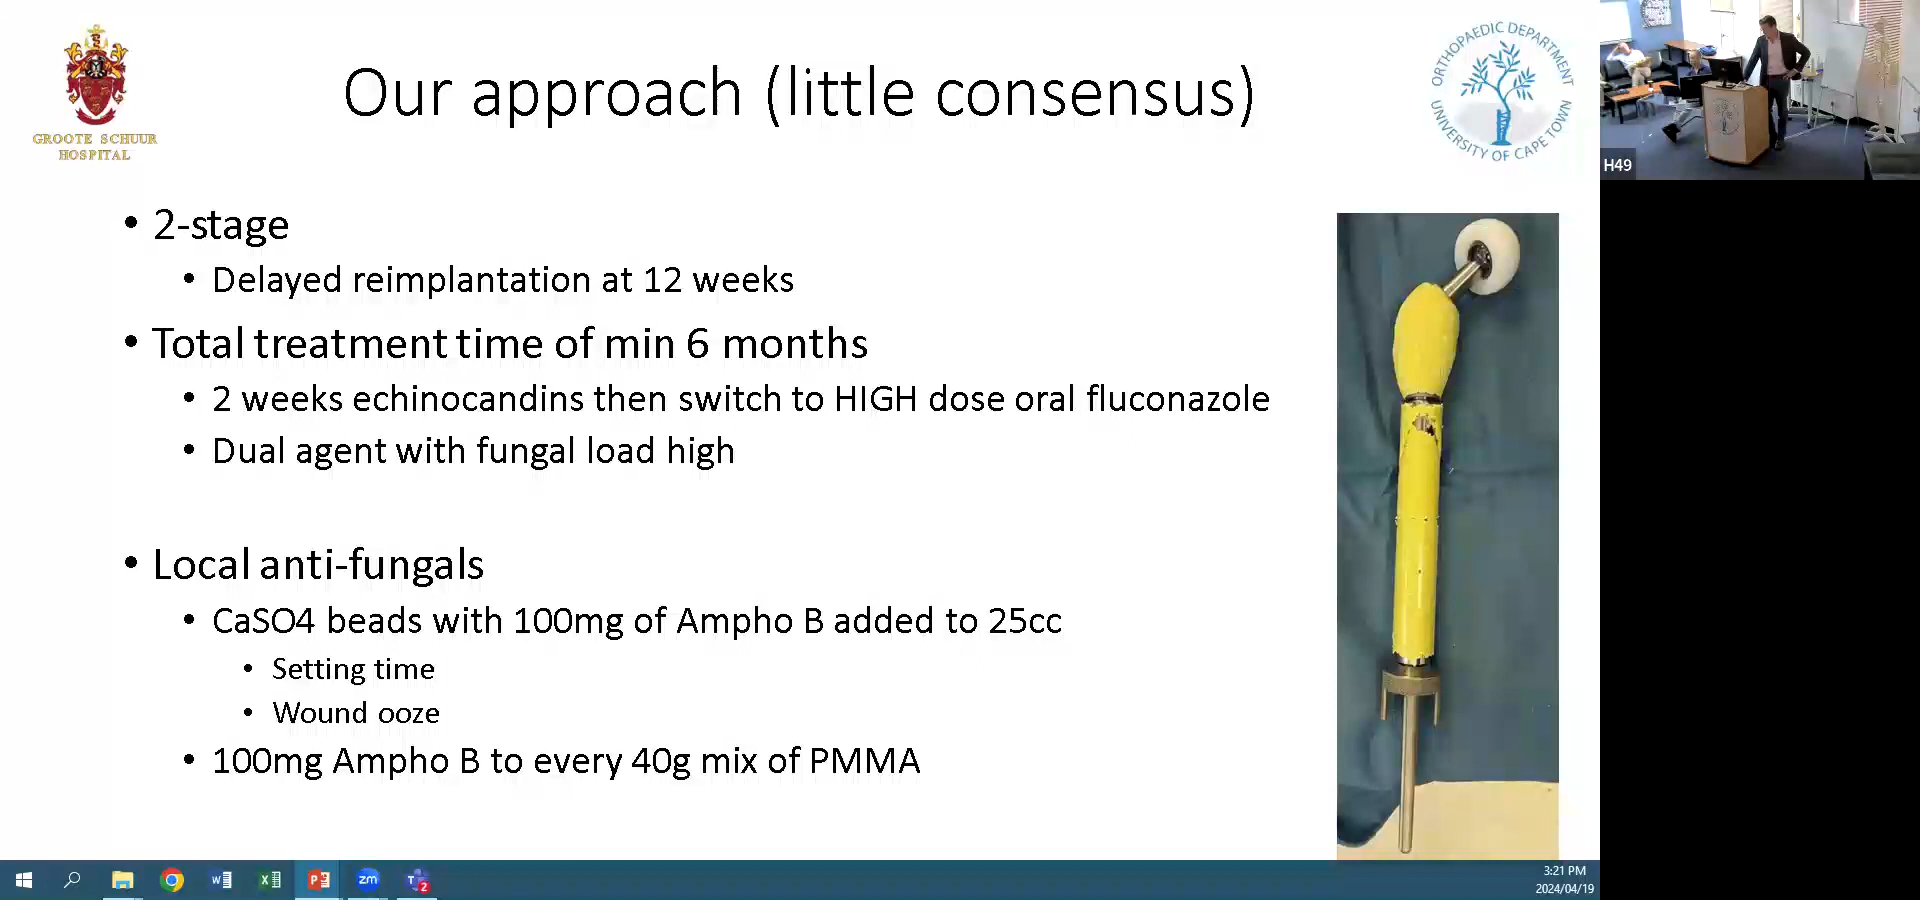 GROOTE SCHUUR
HOSPITAL
Our approach (little consensus)
ORTHOPAEDIC DEPARTMENT
UNIVERSITY OF CAPE TOWN
H49
• 2-stage
• Delayed reimplantation at 12 weeks
• Total treatment time of min 6 months
• 2 weeks echinocandins then switch to HIGH dose oral fluconazole
• Dual agent with fungal load high
• Local anti-fungals
• CaSO4 beads with 100mg of Ampho B added to 25cc
• Setting time
• Wound ooze
• 100mg Ampho B to every 40g mix of PMMA
zm
2
3:21 PM
2024/04/19